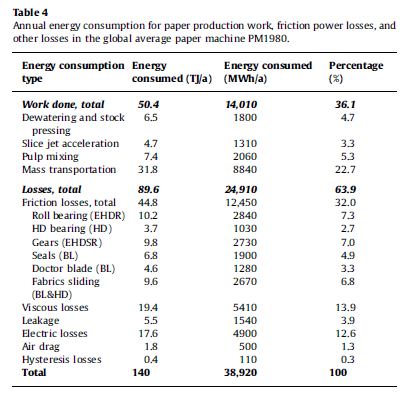 Table 4
Annual energy consumption for paper production work, friction power losses, and
other losses in the global average paper machine PM1980.
Energy consumption Energy Energy consumed Percentage
type consumed (TJ/a) (MWh/a) (%)
Work done, total 50.4 14,010 36.1
Dewatering and stock 6.5 1800 4.7
pressing
Slice jet acceleration 4.7 1310 3.3
Pulp mixing 7.4 2060 5.3
Mass transportation 31.8 8840 22.7
Losses, total 89.6 24,910 63.9
Friction losses, total 44.8 12,450 32.0
Roll bearing (EHDR) 10.2 2840 7.3
HD bearing (HD) 3.7 1030 2.7
Gears (EHDSR) 9.8 2730 7.0
Seals (BL) 6.8 1900 4.9
Doctor blade (BL) 4.6 1280 3.3
Fabrics sliding 9.6 2670 6.8
(BL&HD)
Viscous losses 19.4 5410 13.9
Leakage 5.5 1540 3.9
Electric losses 17.6 4900 12.6
Air drag 1.8 500 1.3
Hysteresis losses 0.4 110 0.3
Total 140 38,920 100